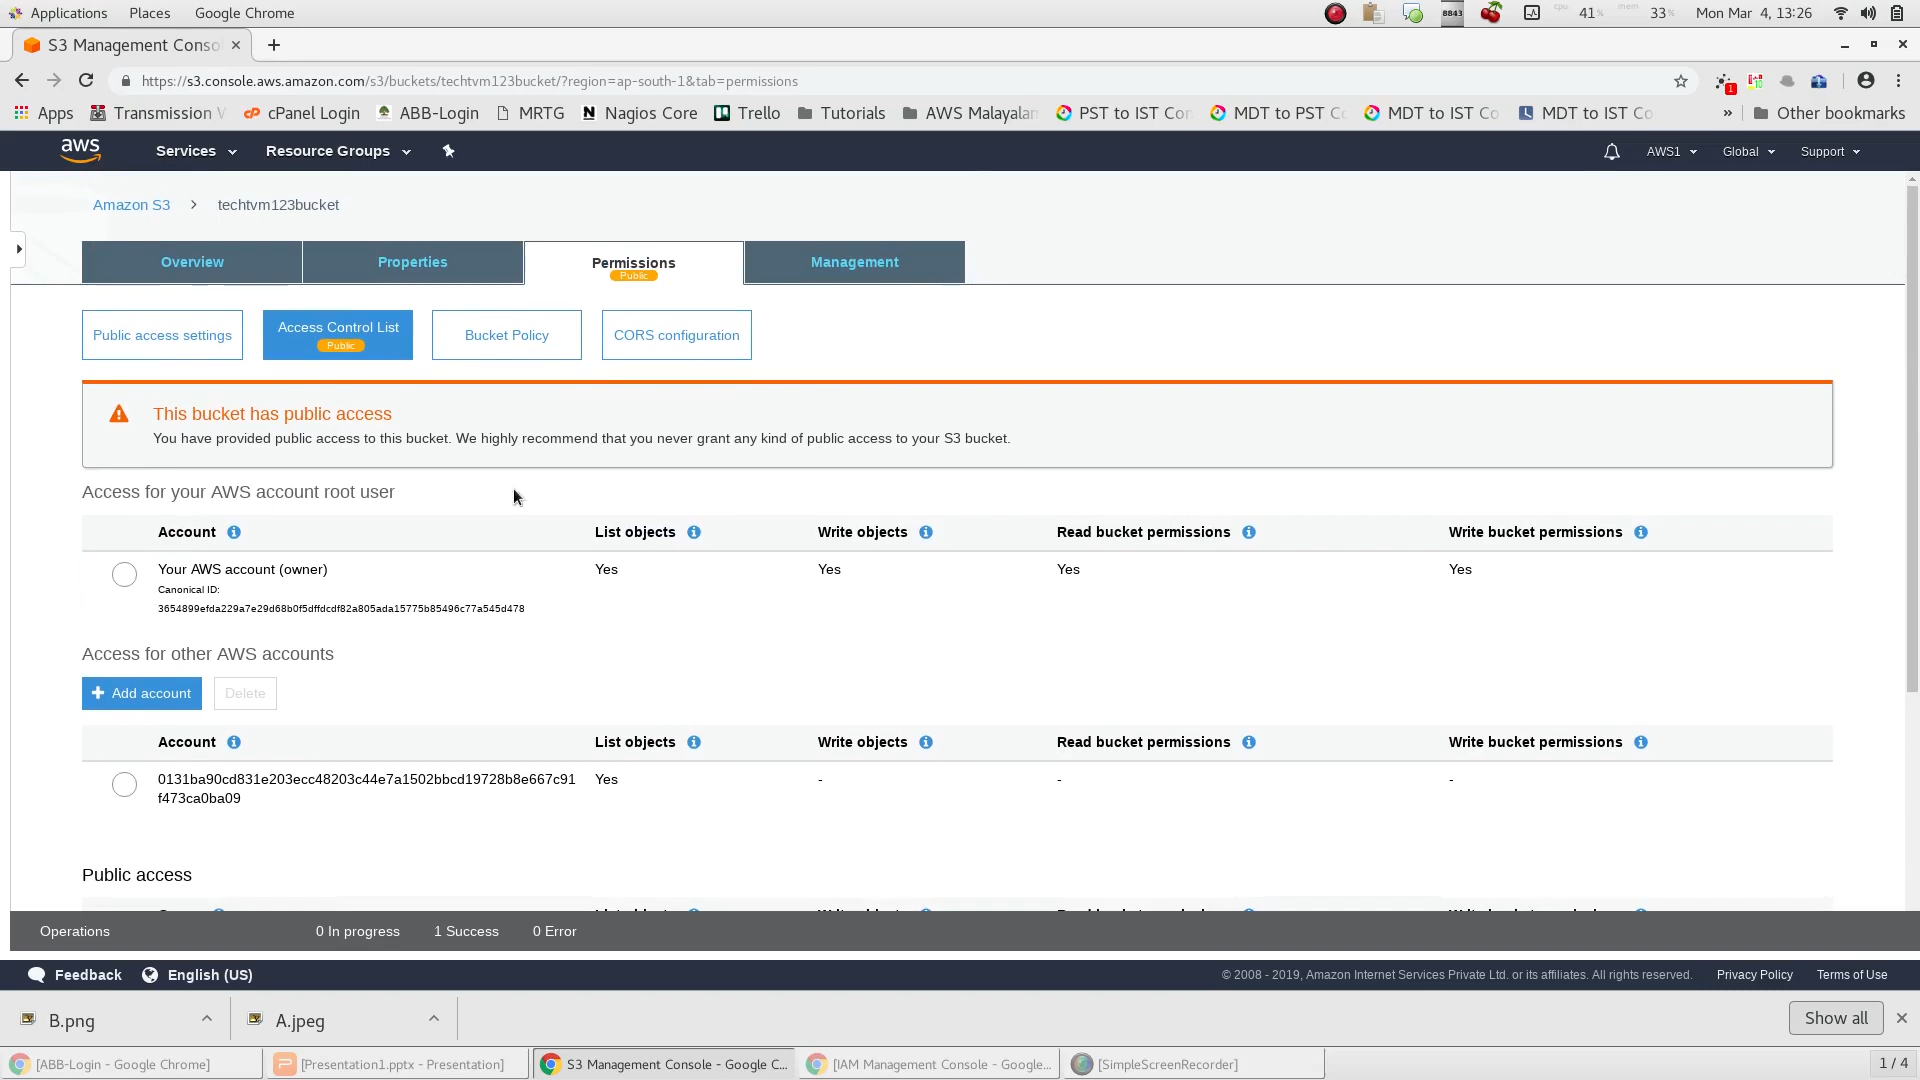 Applications Places Google Chrome 8843 cpu 41% mem 33% Mon Mar 4, 13:26
S3 Management Conso
https://s3.console.aws.amazon.com/s3/buckets/techtvm123bucket/?region=ap-south-1&tab=permissions 1
Apps Transmission V cPanel Login ABB-Login MRTG Nagios Core Trello Tutorials AWS Malayalan PST to IST Con MDT to PST Co MDT to IST Co MDT to IST Co » Other bookmarks
aws Services Resource Groups AWS1 Global Support
Amazon S3 > techtvm123bucket
Overview Properties Permissions Management
Public
Public access settings Access Control List Bucket Policy CORS configuration
Public
This bucket has public access
You have provided public access to this bucket. We highly recommend that you never grant any kind of public access to your S3 bucket.
Access for your AWS account root user
Account List objects Write objects Read bucket permissions Write bucket permissions
Your AWS account (owner) Yes Yes Yes Yes
Canonical ID:
3654899efda229a7e29d68b0f5dffdcdf82a805ada15775b85496c77a545d478
Access for other AWS accounts
Add account Delete
Account List objects Write objects Read bucket permissions Write bucket permissions
0131ba90cd831e203ecc48203c44e7a1502bbcd19728b8e667c91 Yes - - -
f473ca0ba09
Public access
Operations 0 In progress 1 Success 0 Error
Feedback English (US) © 2008 - 2019, Amazon Internet Services Private Ltd. or its affiliates. All rights reserved. Privacy Policy Terms of Use
B.png A.jpeg Show all
[ABB-Login - Google Chrome] [Presentation1.pptx - Presentation] S3 Management Console - Google C... [IAM Management Console - Google... [SimpleScreenRecorder] 1 / 4